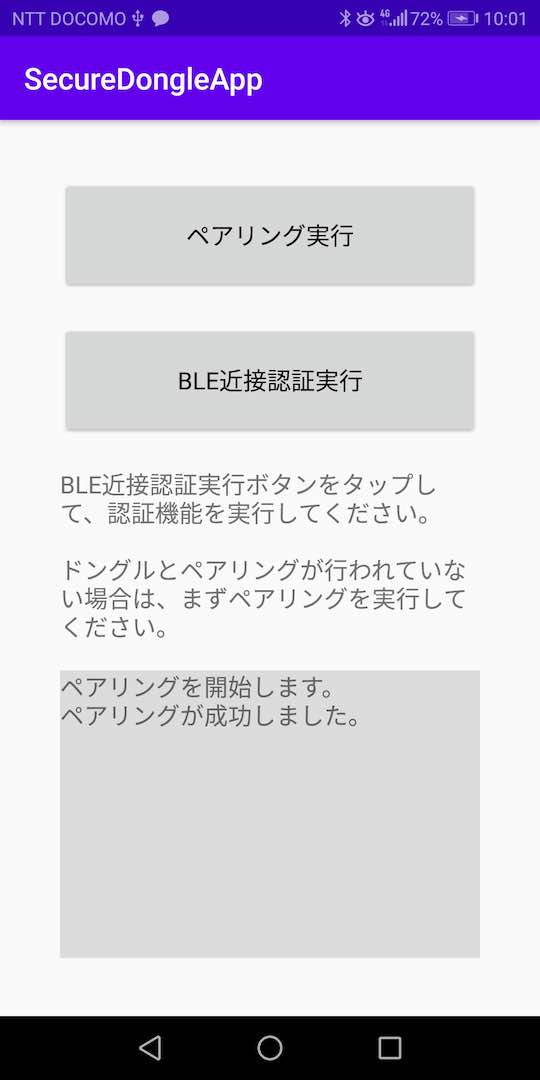 NTT DOCOMO 4G 72% 10:01
SecureDongleApp
ペアリング実行
BLE近接認証実行
BLE近接認証実行ボタンをタップし
て、認証機能を実行してください。
ドングルとペアリングが行われていな
い場合は、まずペアリングを実行して
ください。
ペアリングを開始します。
ペアリングが成功しました。